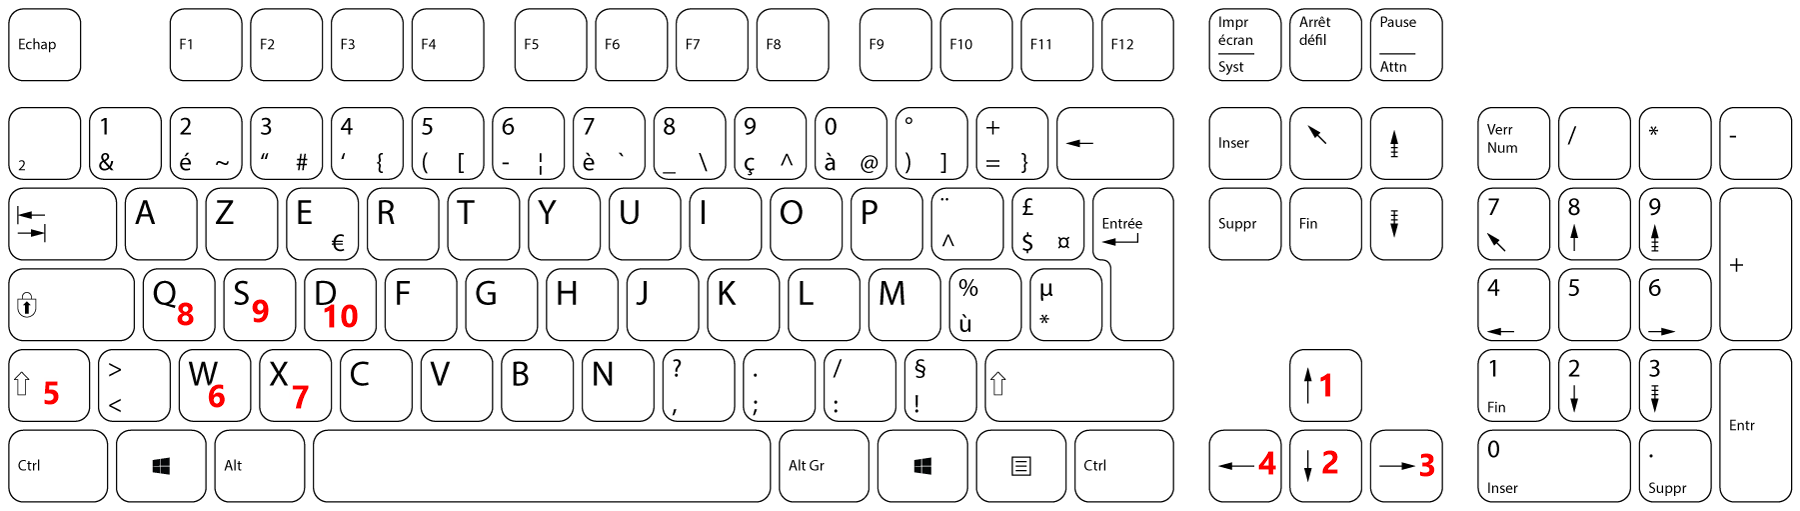 Echap F1 F2 F3 F4 F5 F6 F7 F8 F9 F10 F11 F12 Impr écran Syst Arrêt défil Pause Attn
2 1 & 2 é ~ 3 “ # 4 ‘ { 5 ( [ 6 - ¦ 7 è ` 8 _ \ 9 ç ^ 0 à @ ° ) ] + = } ← Inser Verr Num / * -
A Z E € R T Y U I O P ¨ ^ £ $ ¤ Entrée Suppr Fin 7 8 9 +
Q 8 S 9 D 10 F G H J K L M % ù µ * 4 5 6
5 > < W 6 X 7 C V B N ? , . ; / : § ! 1 1 Fin 2 3 Entr
Ctrl Alt Alt Gr Ctrl 4 2 3 0 Inser . Suppr